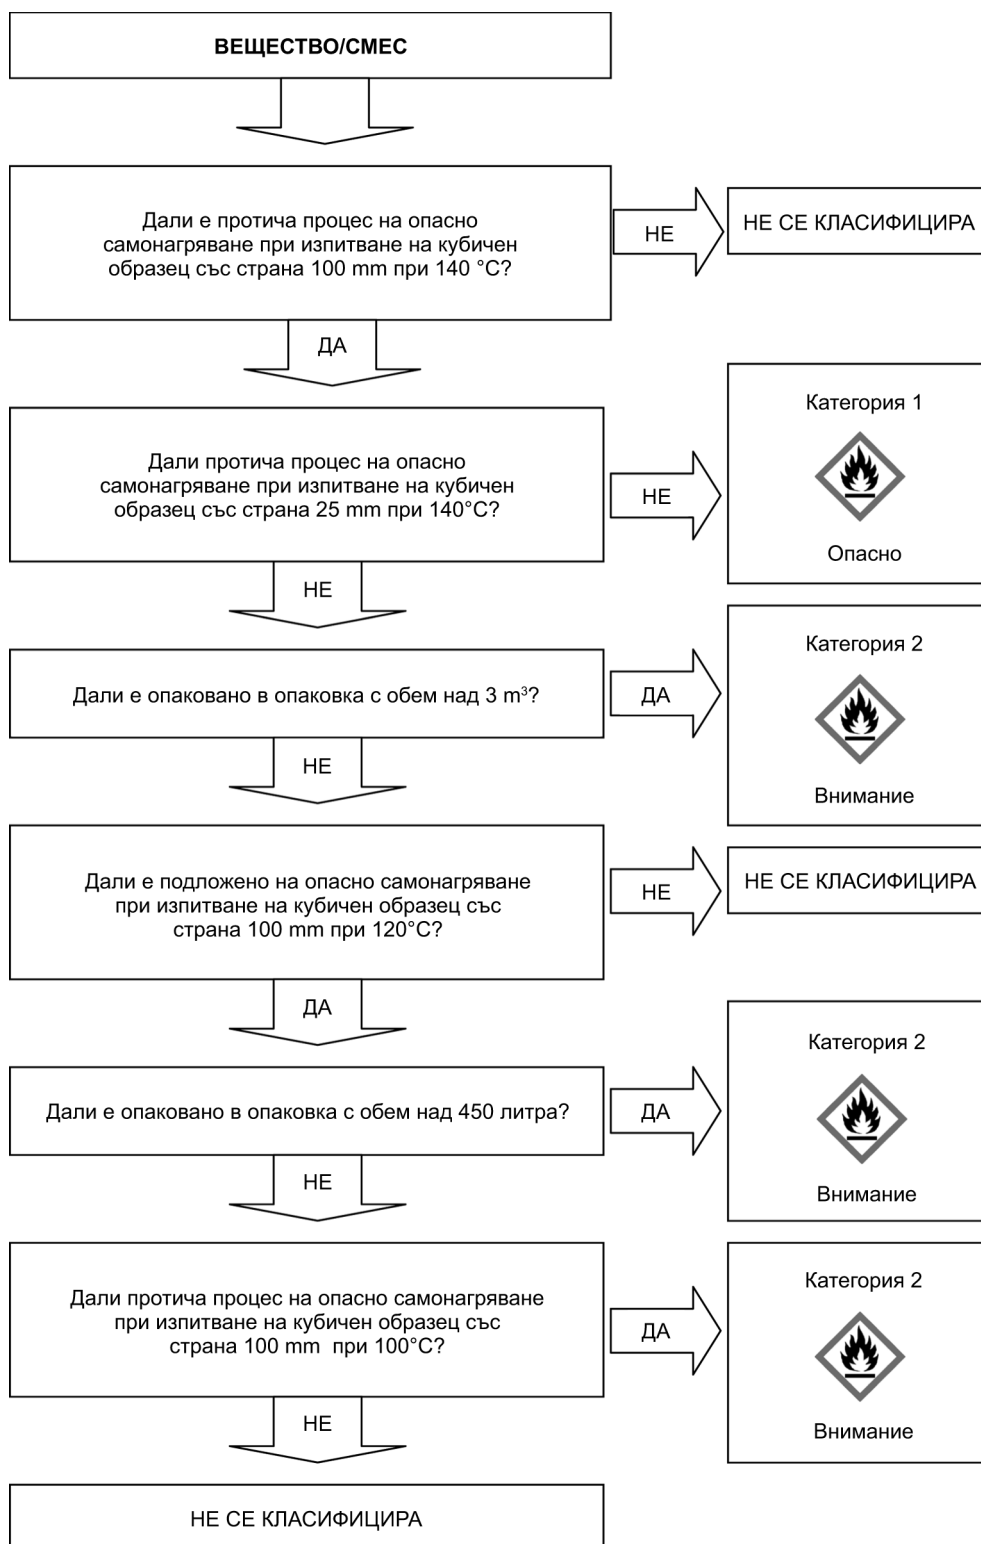 ВЕЩЕСТВО/СМЕС
Дали е протича процес на опасно
самонагряване при изпитване на кубичен
образец със страна 100 mm при 140 °C?
НЕ
НЕ СЕ КЛАСИФИЦИРА
ДА
Дали протича процес на опасно
самонагряване при изпитване на кубичен
образец със страна 25 mm при 140°C?
НЕ
Категория 1
Опасно
НЕ
Дали е опаковано в опаковка с обем над 3 m³?
ДА
Категория 2
Внимание
НЕ
Дали е подложено на опасно самонагряване
при изпитване на кубичен образец със
страна 100 mm при 120°C?
НЕ
НЕ СЕ КЛАСИФИЦИРА
ДА
Дали е опаковано в опаковка с обем над 450 литра?
ДА
Категория 2
Внимание
НЕ
Дали протича процес на опасно самонагряване
при изпитване на кубичен образец със
страна 100 mm при 100°C?
ДА
Категория 2
Внимание
НЕ
НЕ СЕ КЛАСИФИЦИРА